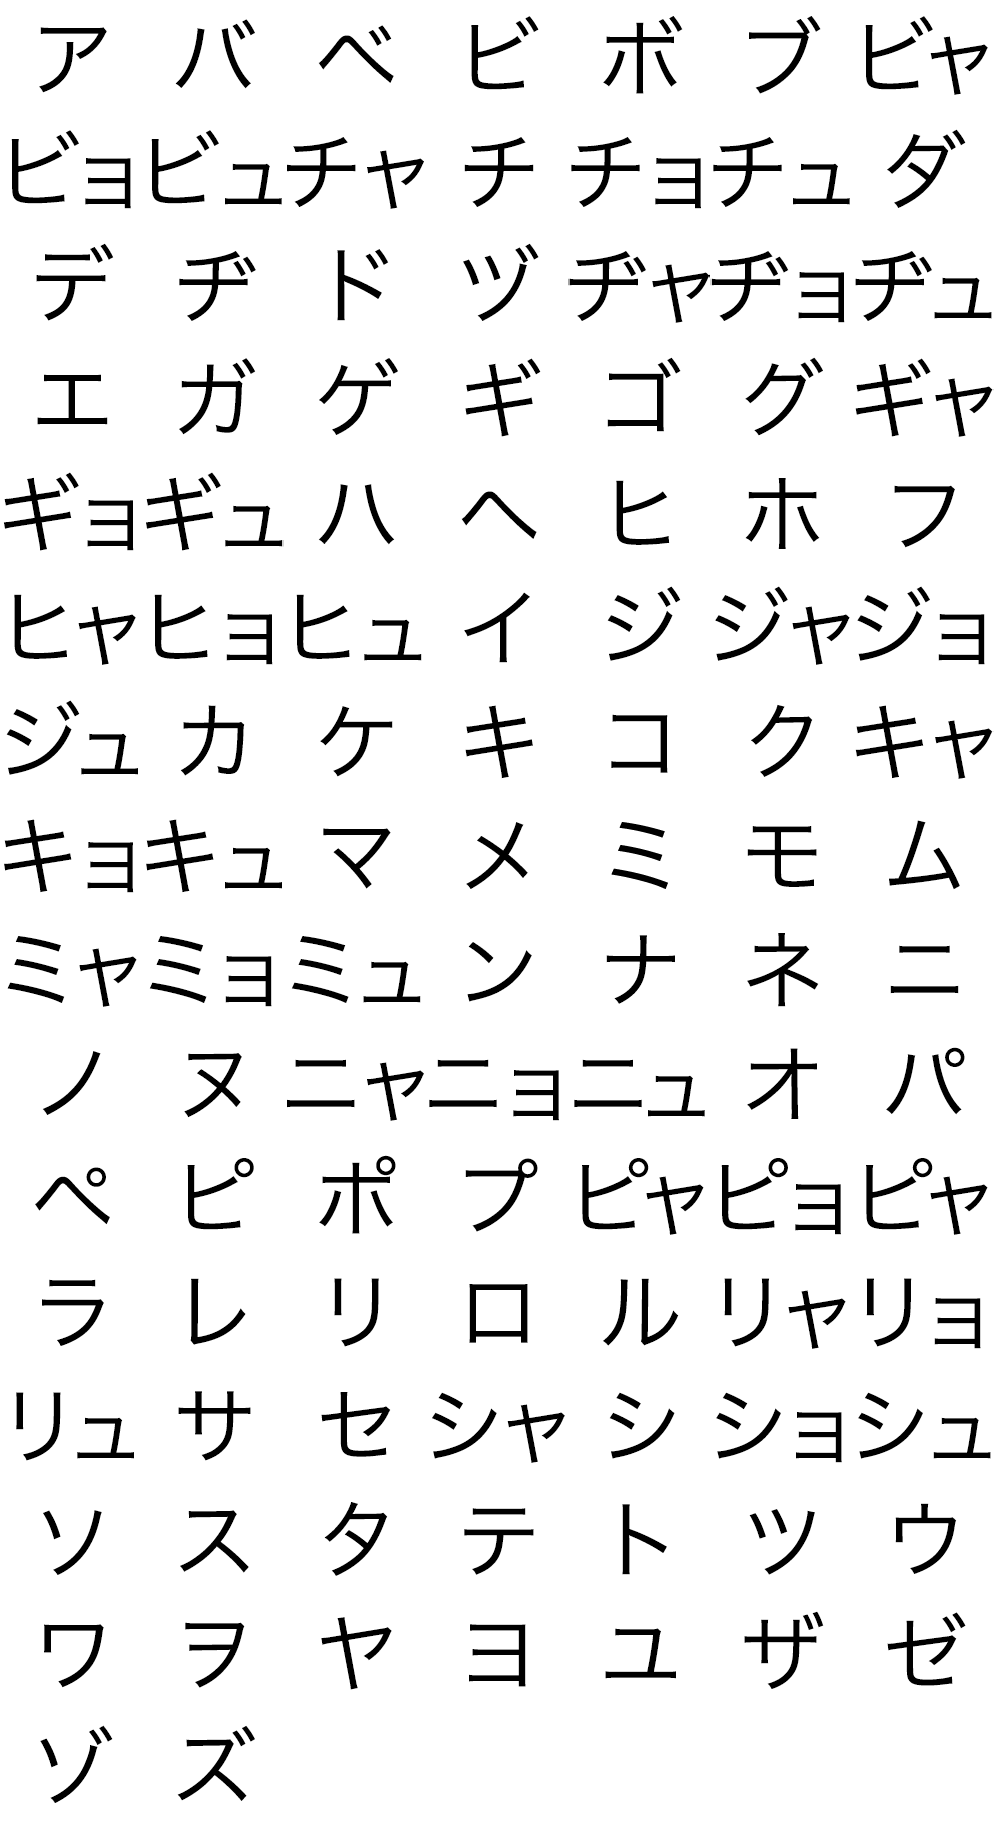 ア バ ベ ビ ボ ブ ビャ
ビョ ビュ チャ チ チョ チュ ダ
デ ヂ ド ヅ ヂャ ヂョ ヂュ
エ ガ ゲ ギ ゴ グ ギャ
ギョ ギュ ハ ヘ ヒ ホ フ
ヒャ ヒョ ヒュ イ ジ ジャ ジョ
ジュ カ ケ キ コ ク キャ
キョ キュ マ メ ミ モ ム
ミャ ミョ ミュ ン ナ ネ ニ
ノ ヌ ニャ ニョ ニュ オ パ
ペ ピ ポ プ ピャ ピョ ピャ
ラ レ リ ロ ル リャ リョ
リュ サ セ シャ シ ショ シュ
ソ ス タ テ ト ツ ウ
ワ ヲ ヤ ヨ ユ ザ ゼ
ゾ ズ